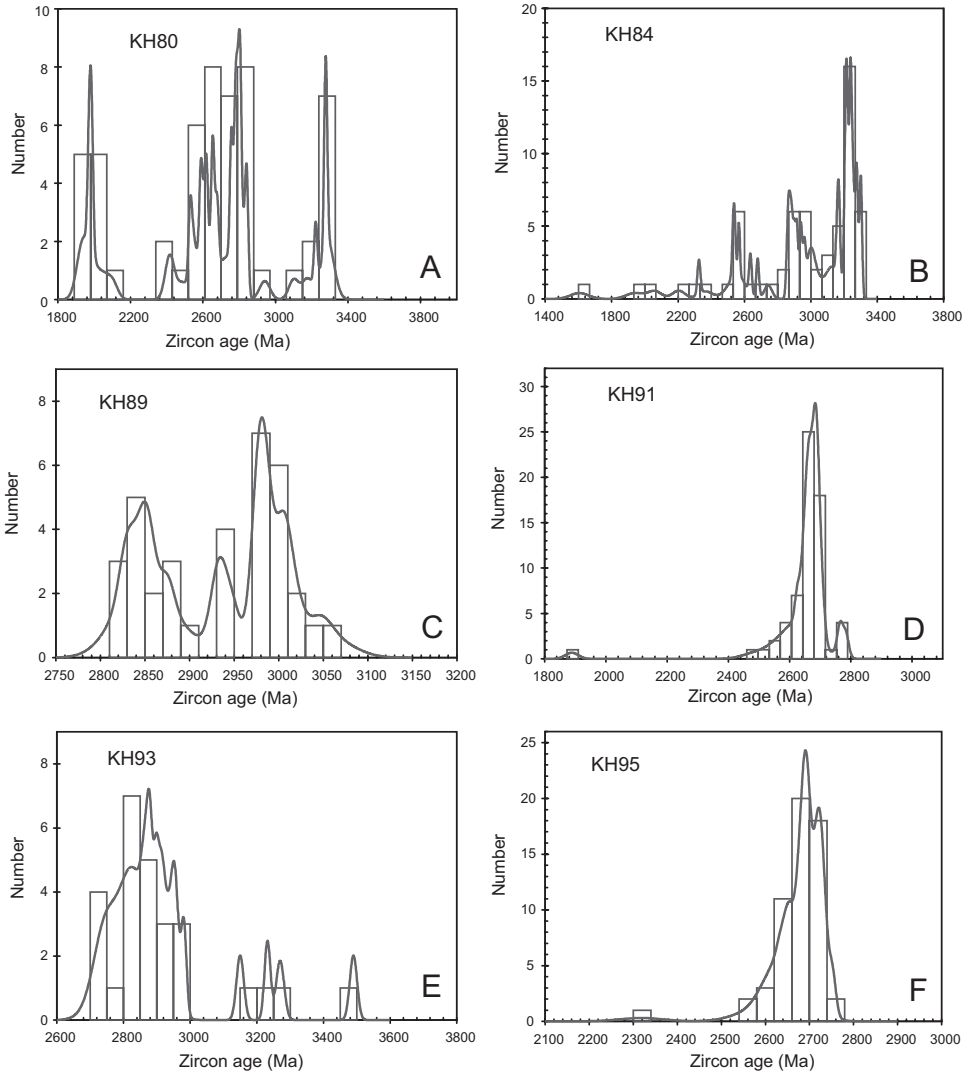 KH80
10
8
6
4
2
0
Number
1800 2200 2600 3000 3400 3800
Zircon age (Ma)
A
KH84
20
15
10
5
0
Number
1400 1800 2200 2600 3000 3400 3800
Zircon age (Ma)
B
KH89
8
6
4
2
0
Number
2750 2800 2850 2900 2950 3000 3050 3100 3150 3200
Zircon age (Ma)
C
KH91
30
25
20
15
10
5
0
Number
1800 2000 2200 2400 2600 2800 3000
Zircon age (Ma)
D
KH93
8
6
4
2
0
Number
2600 2800 3000 3200 3400 3600 3800
Zircon age (Ma)
E
KH95
25
20
15
10
5
0
Number
2100 2200 2300 2400 2500 2600 2700 2800 2900 3000
Zircon age (Ma)
F